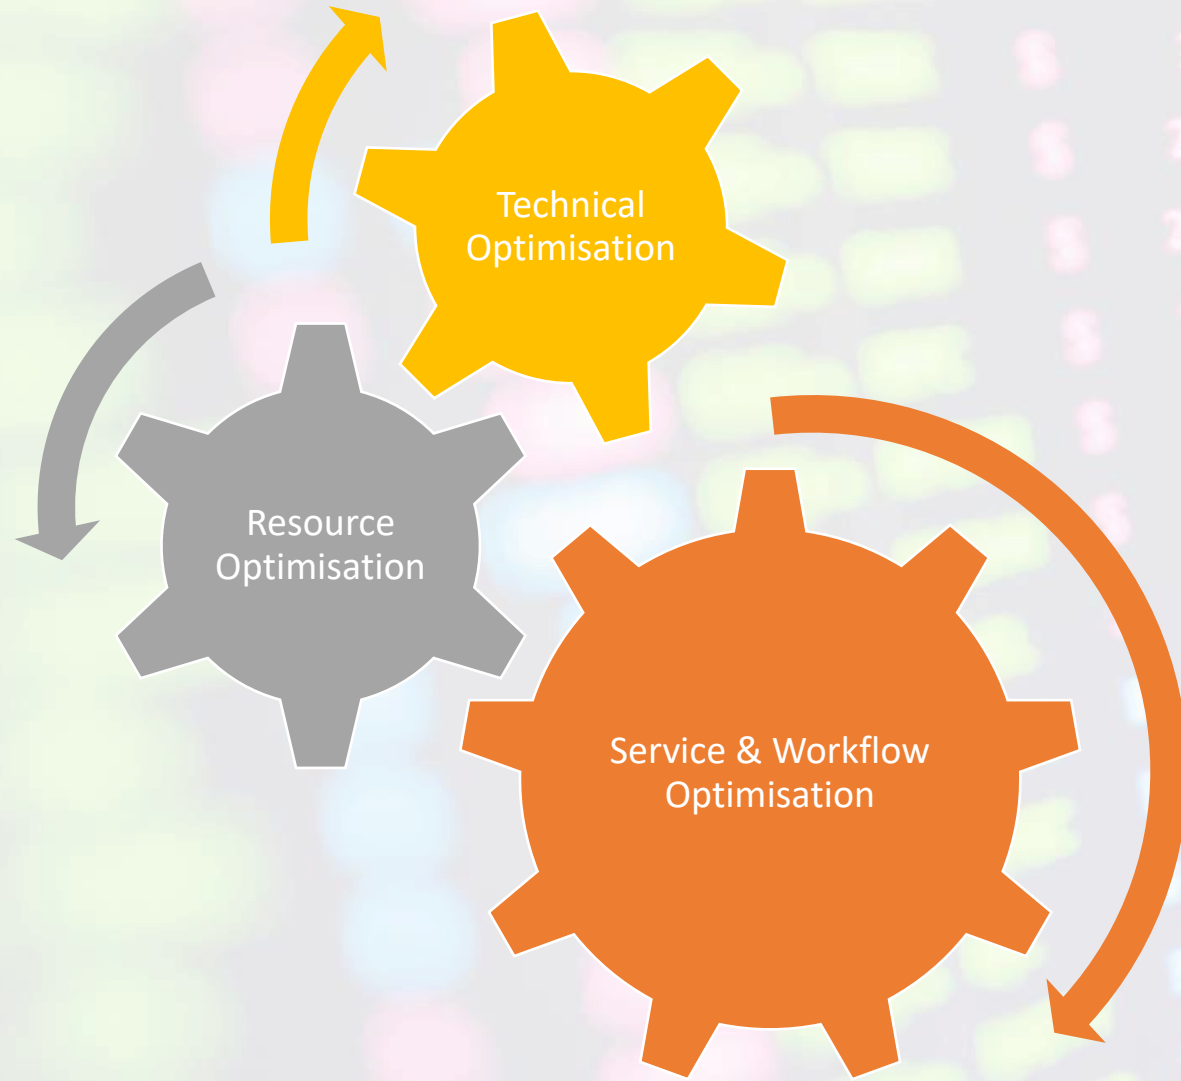 Technical
Optimisation
Resource
Optimisation
Service & Workflow
Optimisation